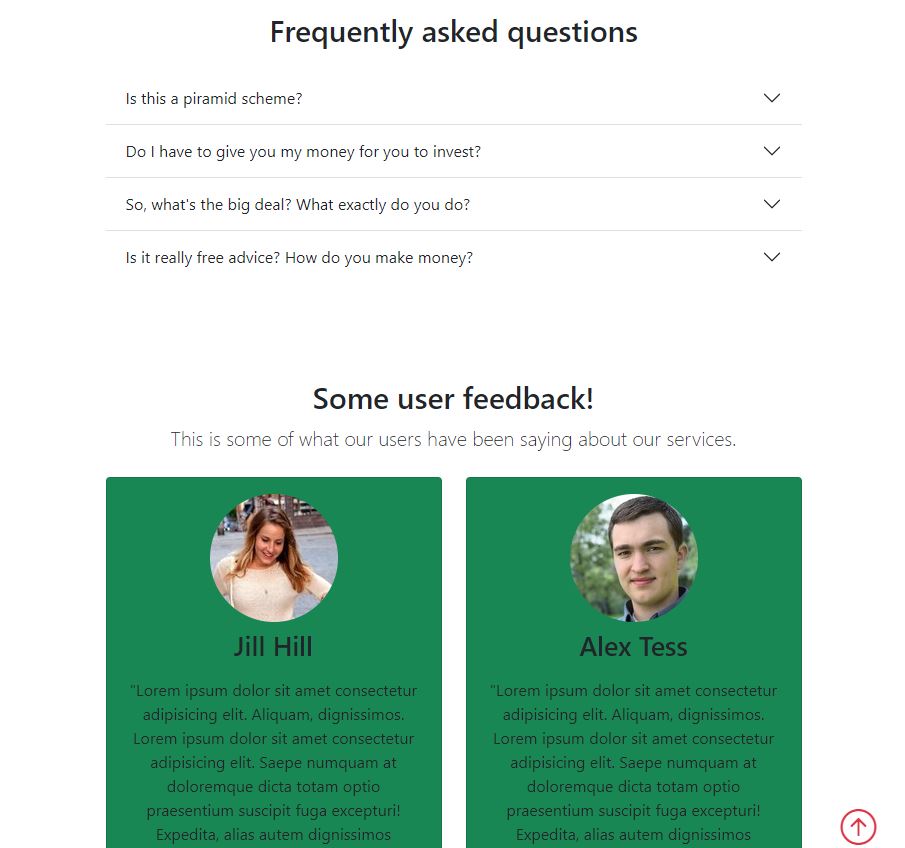 Frequently asked questions
Is this a piramid scheme?
Do I have to give you my money for you to invest?
So, what's the big deal? What exactly do you do?
Is it really free advice? How do you make money?
Some user feedback!
This is some of what our users have been saying about our services.
Jill Hill
"Lorem ipsum dolor sit amet consectetur
adipisicing elit. Aliquam, dignissimos.
Lorem ipsum dolor sit amet consectetur
adipisicing elit. Saepe numquam at
doloremque dicta totam optio
praesentium suscipit fuga excepturi!
Expedita, alias autem dignissimos
Alex Tess
"Lorem ipsum dolor sit amet consectetur
adipisicing elit. Aliquam, dignissimos.
Lorem ipsum dolor sit amet consectetur
adipisicing elit. Saepe numquam at
doloremque dicta totam optio
praesentium suscipit fuga excepturi!
Expedita, alias autem dignissimos